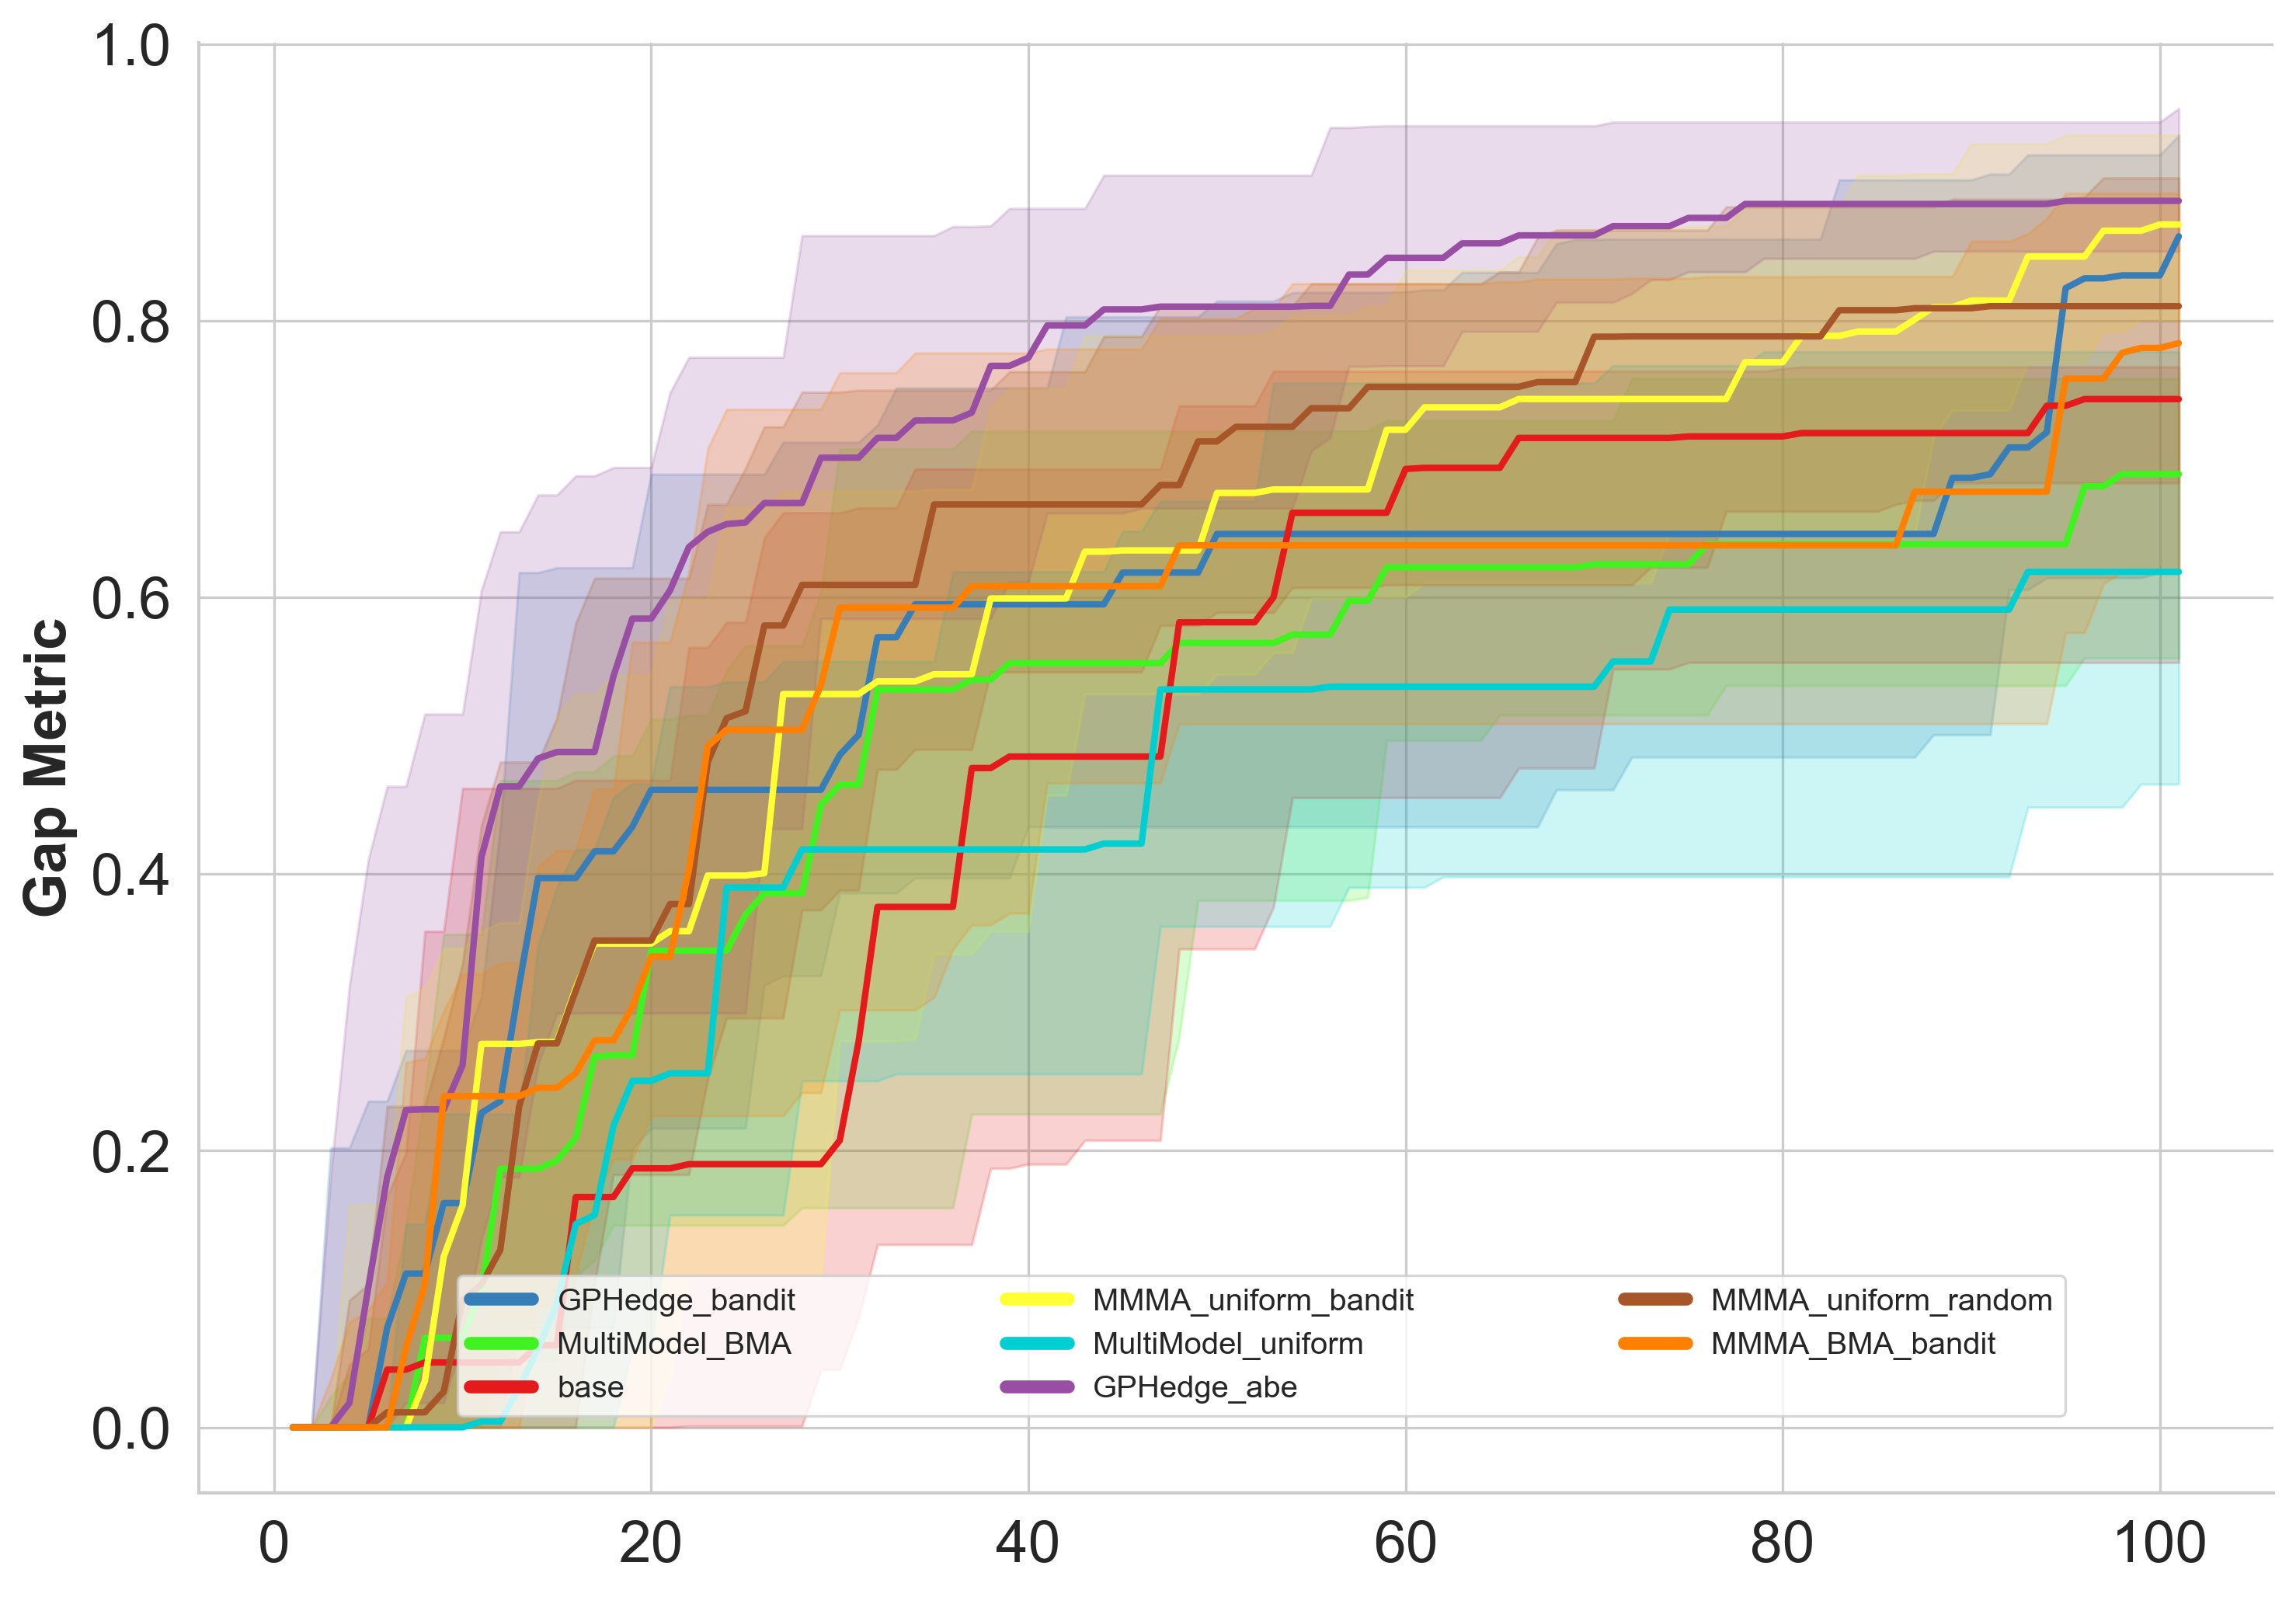 1.0
0.8
0.6
0.4
0.2
0.0
Gap Metric
GPHedge_bandit MMMA_uniform_bandit MMMA_uniform_random
MultiModel_BMA MultiModel_uniform MMMA_BMA_bandit
base GPHedge_abe
0 20 40 60 80 100